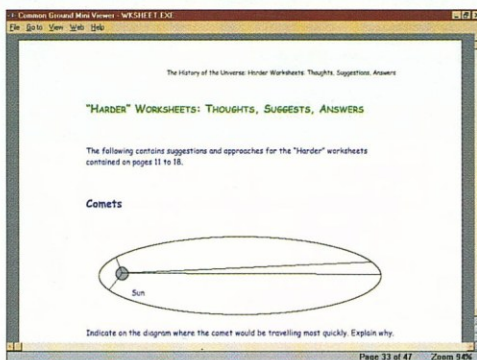 Common Ground Mini Viewer - WKSHEET.EXE
File Go to View Web Help
The History of the Universe: Harder Worksheets: Thoughts, Suggestions, Answers
"HARDER" WORKSHEETS: THOUGHTS, SUGGESTS, ANSWERS
The following contains suggestions and approaches for the "Harder" worksheets
contained on pages 11 to 18.
Comets
Sun
Indicate on the diagram where the comet would be travelling most quickly. Explain why.
Page 33 of 47 Zoom 94%